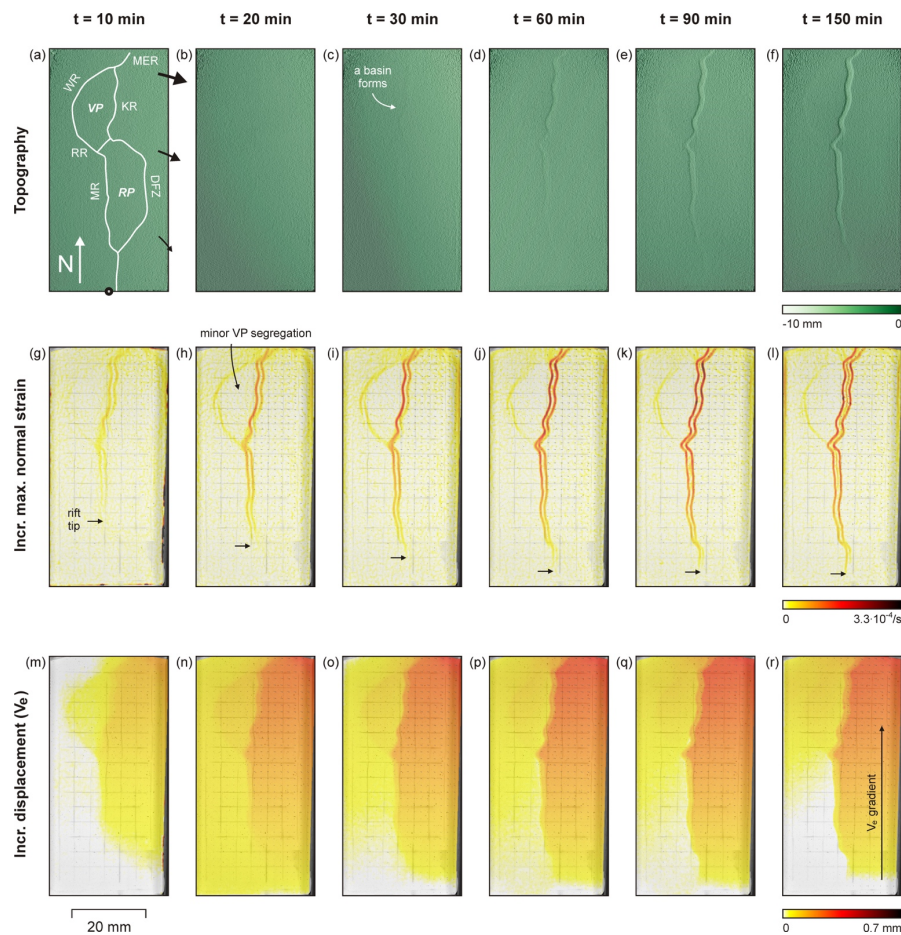 t = 10 min t = 20 min t = 30 min t = 60 min t = 90 min t = 150 min
Topography
(a) (b) (c) (d) (e) (f)
MER
WR
VP
KR
RR
MR
RP
DFZ
N
a basin
forms
-10 mm 0
minor VP segregation
Incr. max. normal strain
(g) (h) (i) (j) (k) (l)
rift
tip
0 3.3·10⁻⁴/s
Incr. displacement (Vₑ)
(m) (n) (o) (p) (q) (r)
Vₑ gradient
20 mm
0 0.7 mm